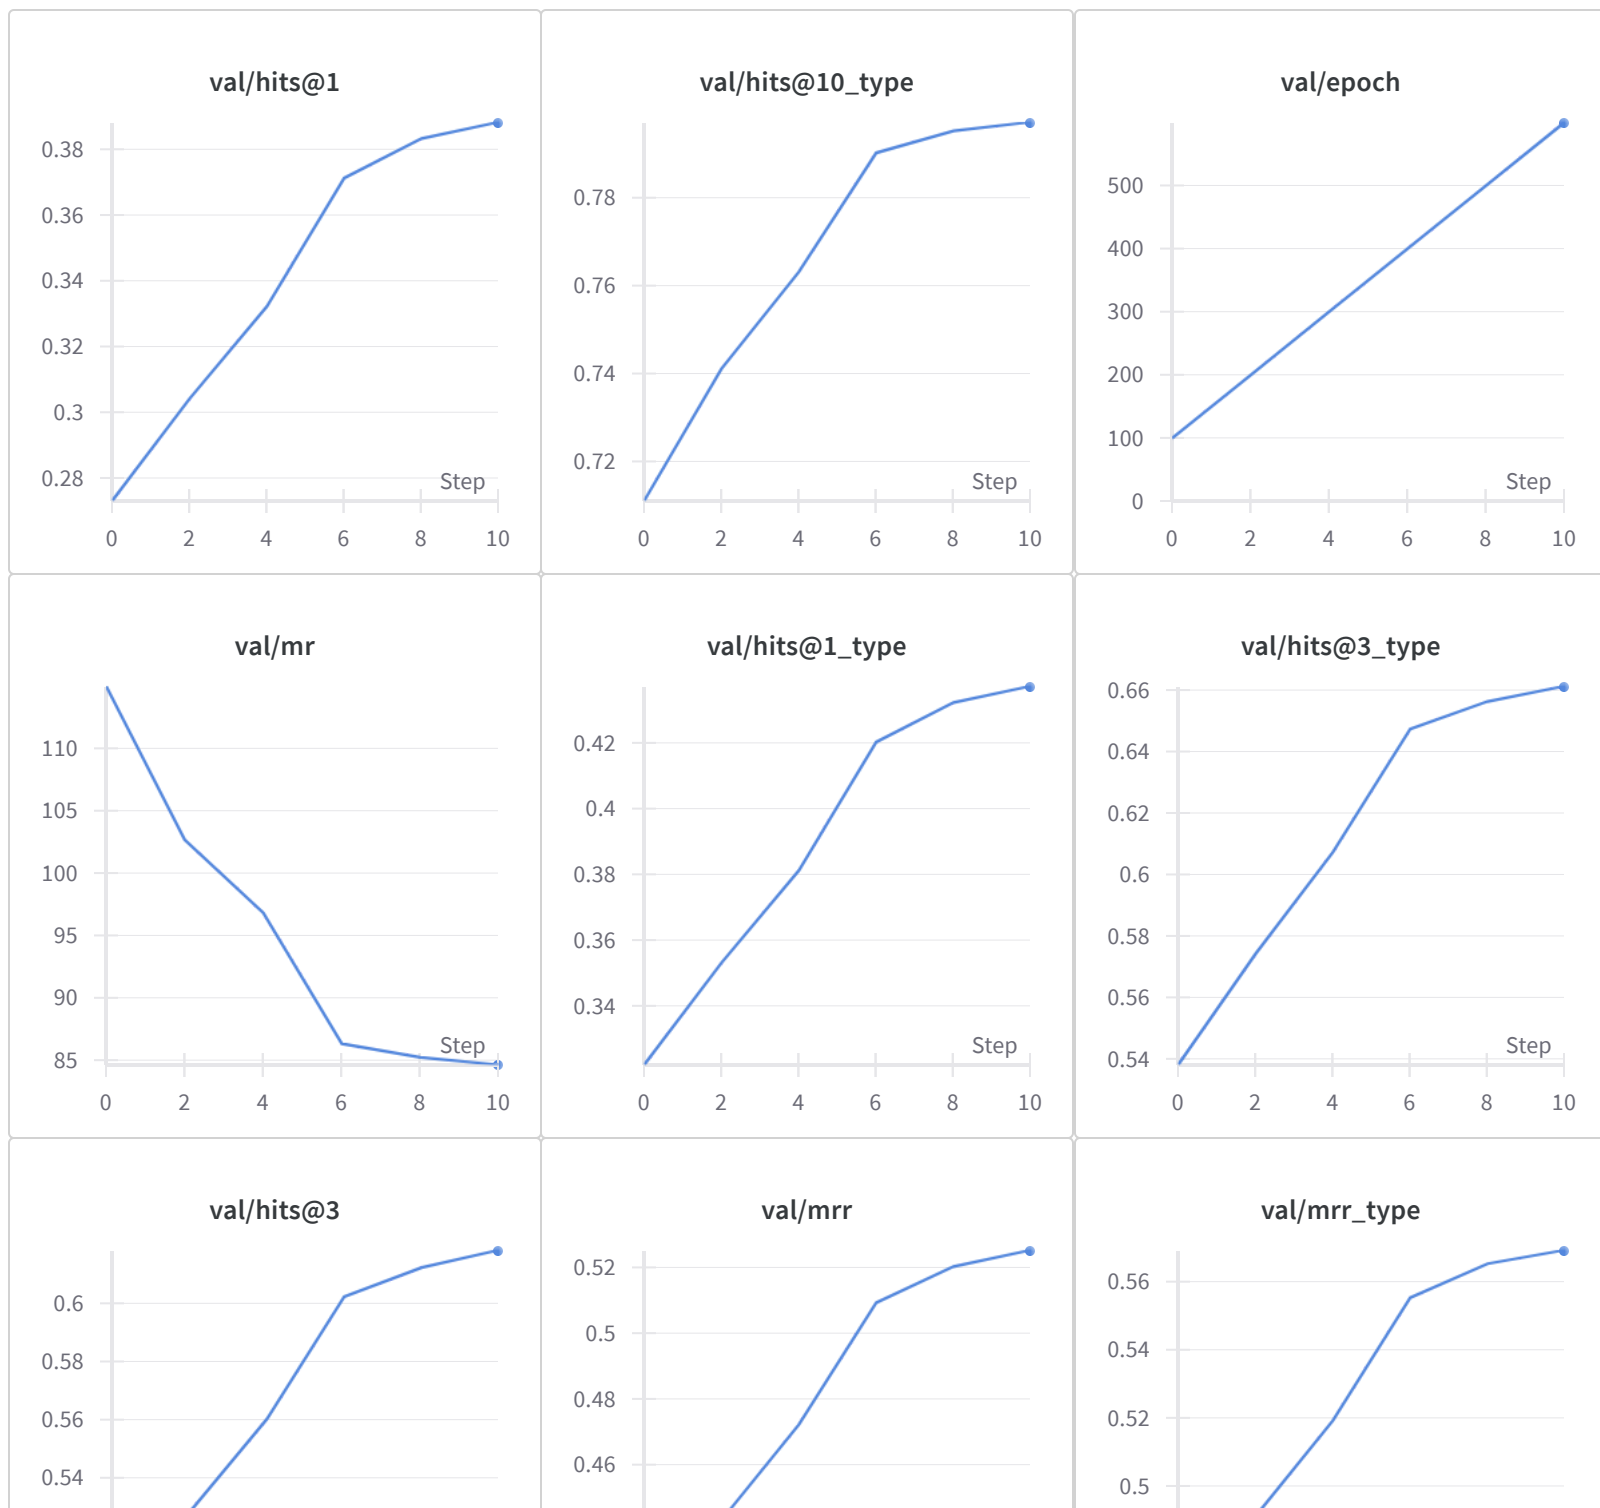 val/hits@1
0.38
0.36
0.34
0.32
0.3
0.28
Step
0 2 4 6 8 10
val/hits@10_type
0.78
0.76
0.74
0.72
Step
0 2 4 6 8 10
val/epoch
500
400
300
200
100
0
Step
0 2 4 6 8 10
val/mr
110
105
100
95
90
85
Step
0 2 4 6 8 10
val/hits@1_type
0.42
0.4
0.38
0.36
0.34
Step
0 2 4 6 8 10
val/hits@3_type
0.66
0.64
0.62
0.6
0.58
0.56
0.54
Step
0 2 4 6 8 10
val/hits@3
0.6
0.58
0.56
0.54
val/mrr
0.52
0.5
0.48
0.46
val/mrr_type
0.56
0.54
0.52
0.5